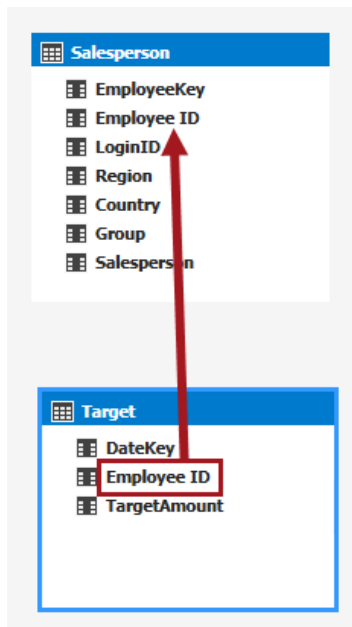 Salesperson
EmployeeKey
Employee ID
LoginID
Region
Country
Group
Salesperson
Target
DateKey
Employee ID
TargetAmount